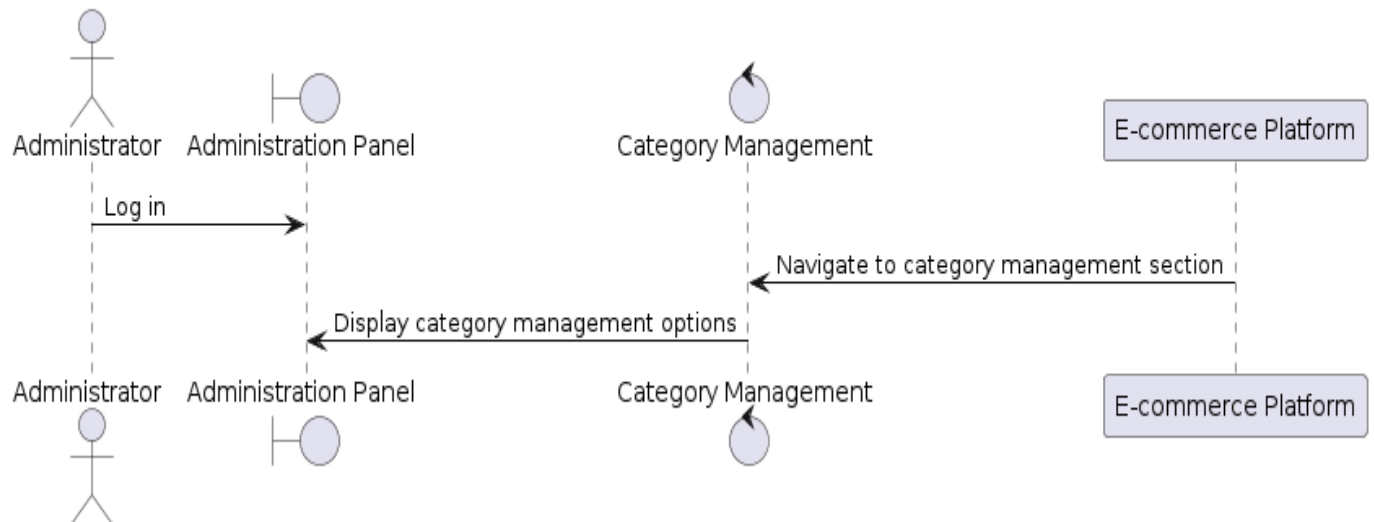 Administrator
Administration Panel
Category Management
E-commerce Platform
Log in
Navigate to category management section
Display category management options
Administrator
Administration Panel
Category Management
E-commerce Platform